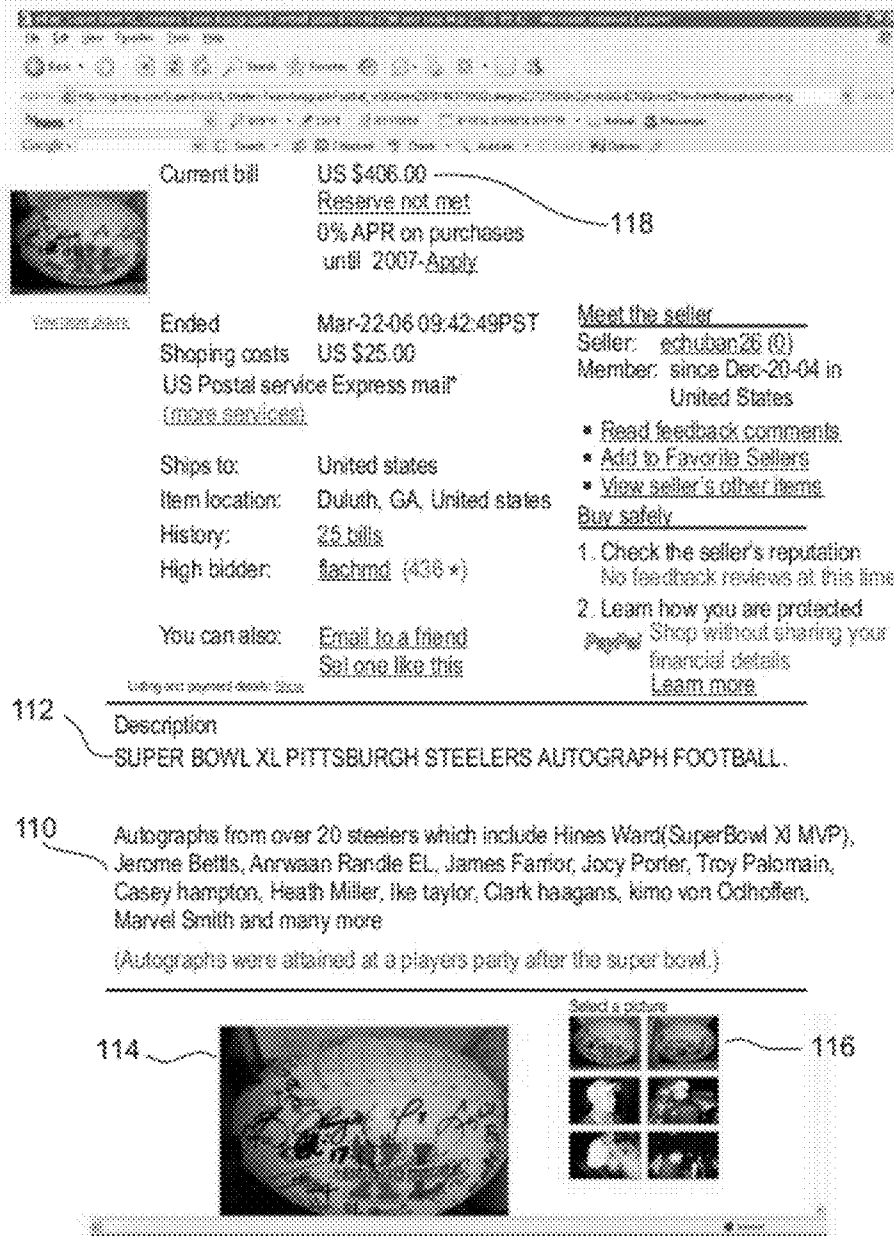 Current bill US $406.00
118
Reserve not met
0% APR on purchases
until 2007-Apply
Ended Mar-22-06 09:42:49PST
Shoping costs US $25.00
US Postal service Express mail*
(more services)
Ships to: United states
Item location: Duluth, GA, United states
History: 25 bills
High bidder: flachmd (436 ★)
You can also: Email to a friend
Sel one like this
Meet the seller
Seller: echuban26 (0)
Member: since Dec-20-04 in
United States
▪ Read feedback comments
▪ Add to Favorite Sellers
▪ View seller's other items
Buy safely
1. Check the seller's reputation
No feedback reviews at this lime
2. Learn how you are protected
PayPal Shop without sharing your
financial details
Learn more
Listing and payment details: Show
112
Description
SUPER BOWL XL PITTSBURGH STEELERS AUTOGRAPH FOOTBALL.
110
Autographs from over 20 steelers which include Hines Ward(SuperBowl Xl MVP),
Jerome Bettis, Anrwaan Randle EL, James Farrior, Jocy Porter, Troy Palomain,
Casey hampton, Heath Miller, Ike taylor, Clark haagans, kimo von Odhoffen,
Marvel Smith and many more
(Autographs were attained at a players party after the super bowl.)
Select a picture
114
116